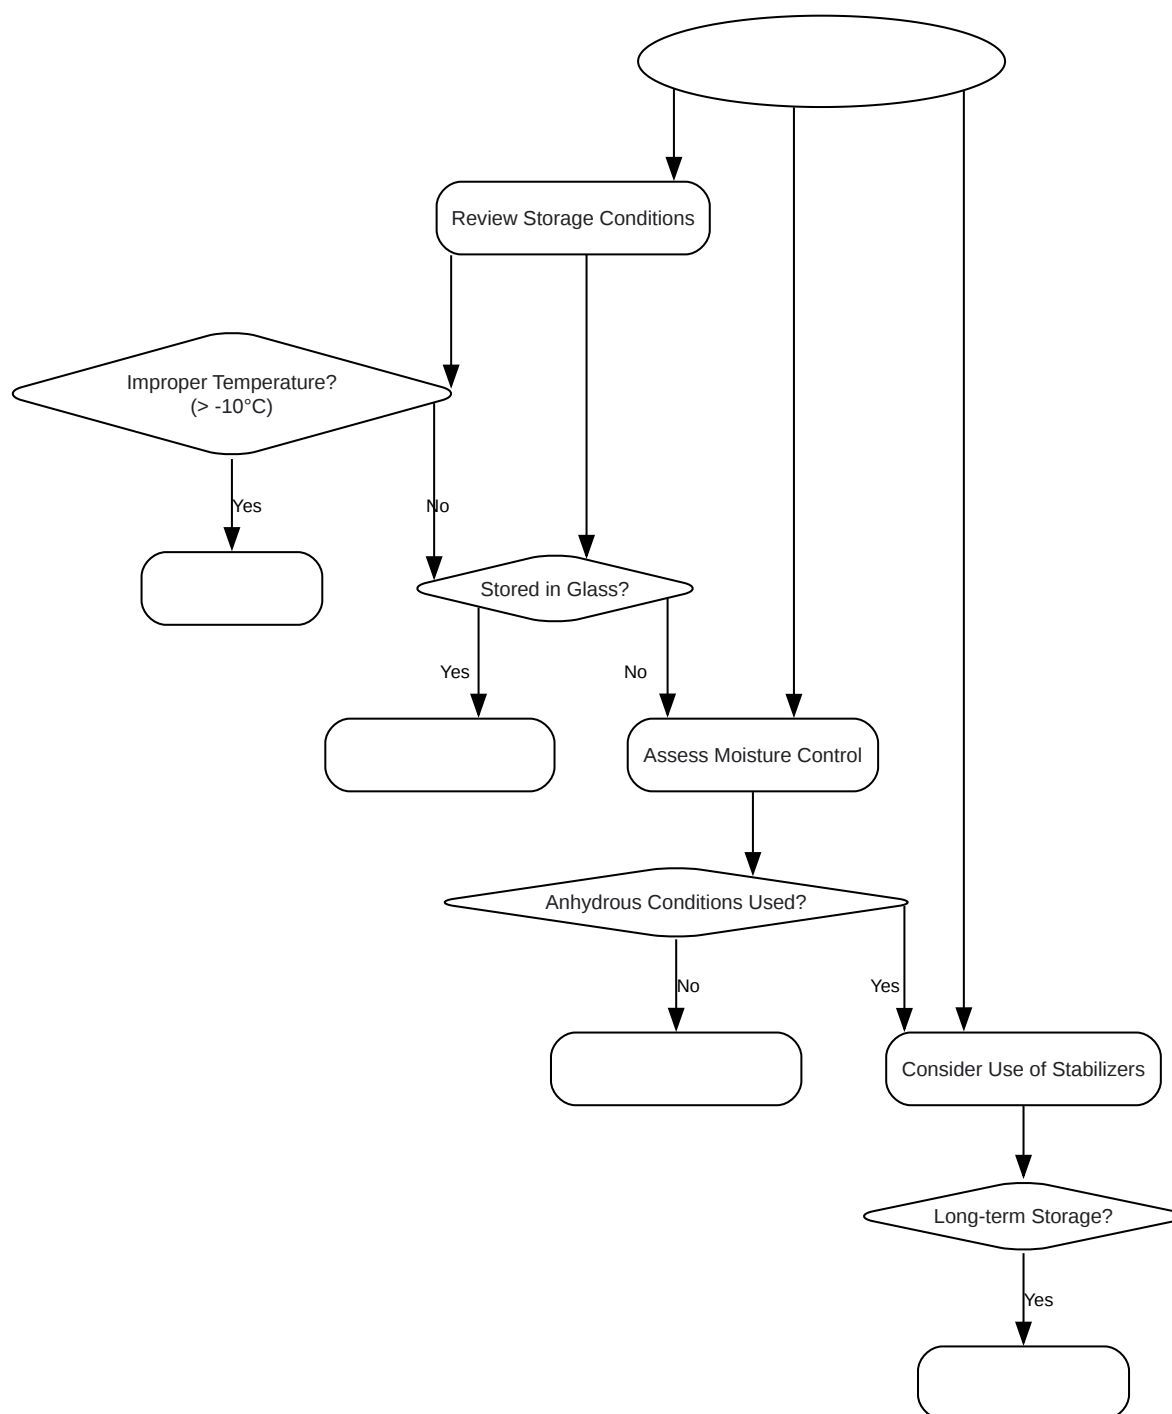 Review Storage Conditions
Improper Temperature?
(> -10°C)
Yes
No
Stored in Glass?
Yes
No
Assess Moisture Control
Anhydrous Conditions Used?
No
Yes
Consider Use of Stabilizers
Long-term Storage?
Yes